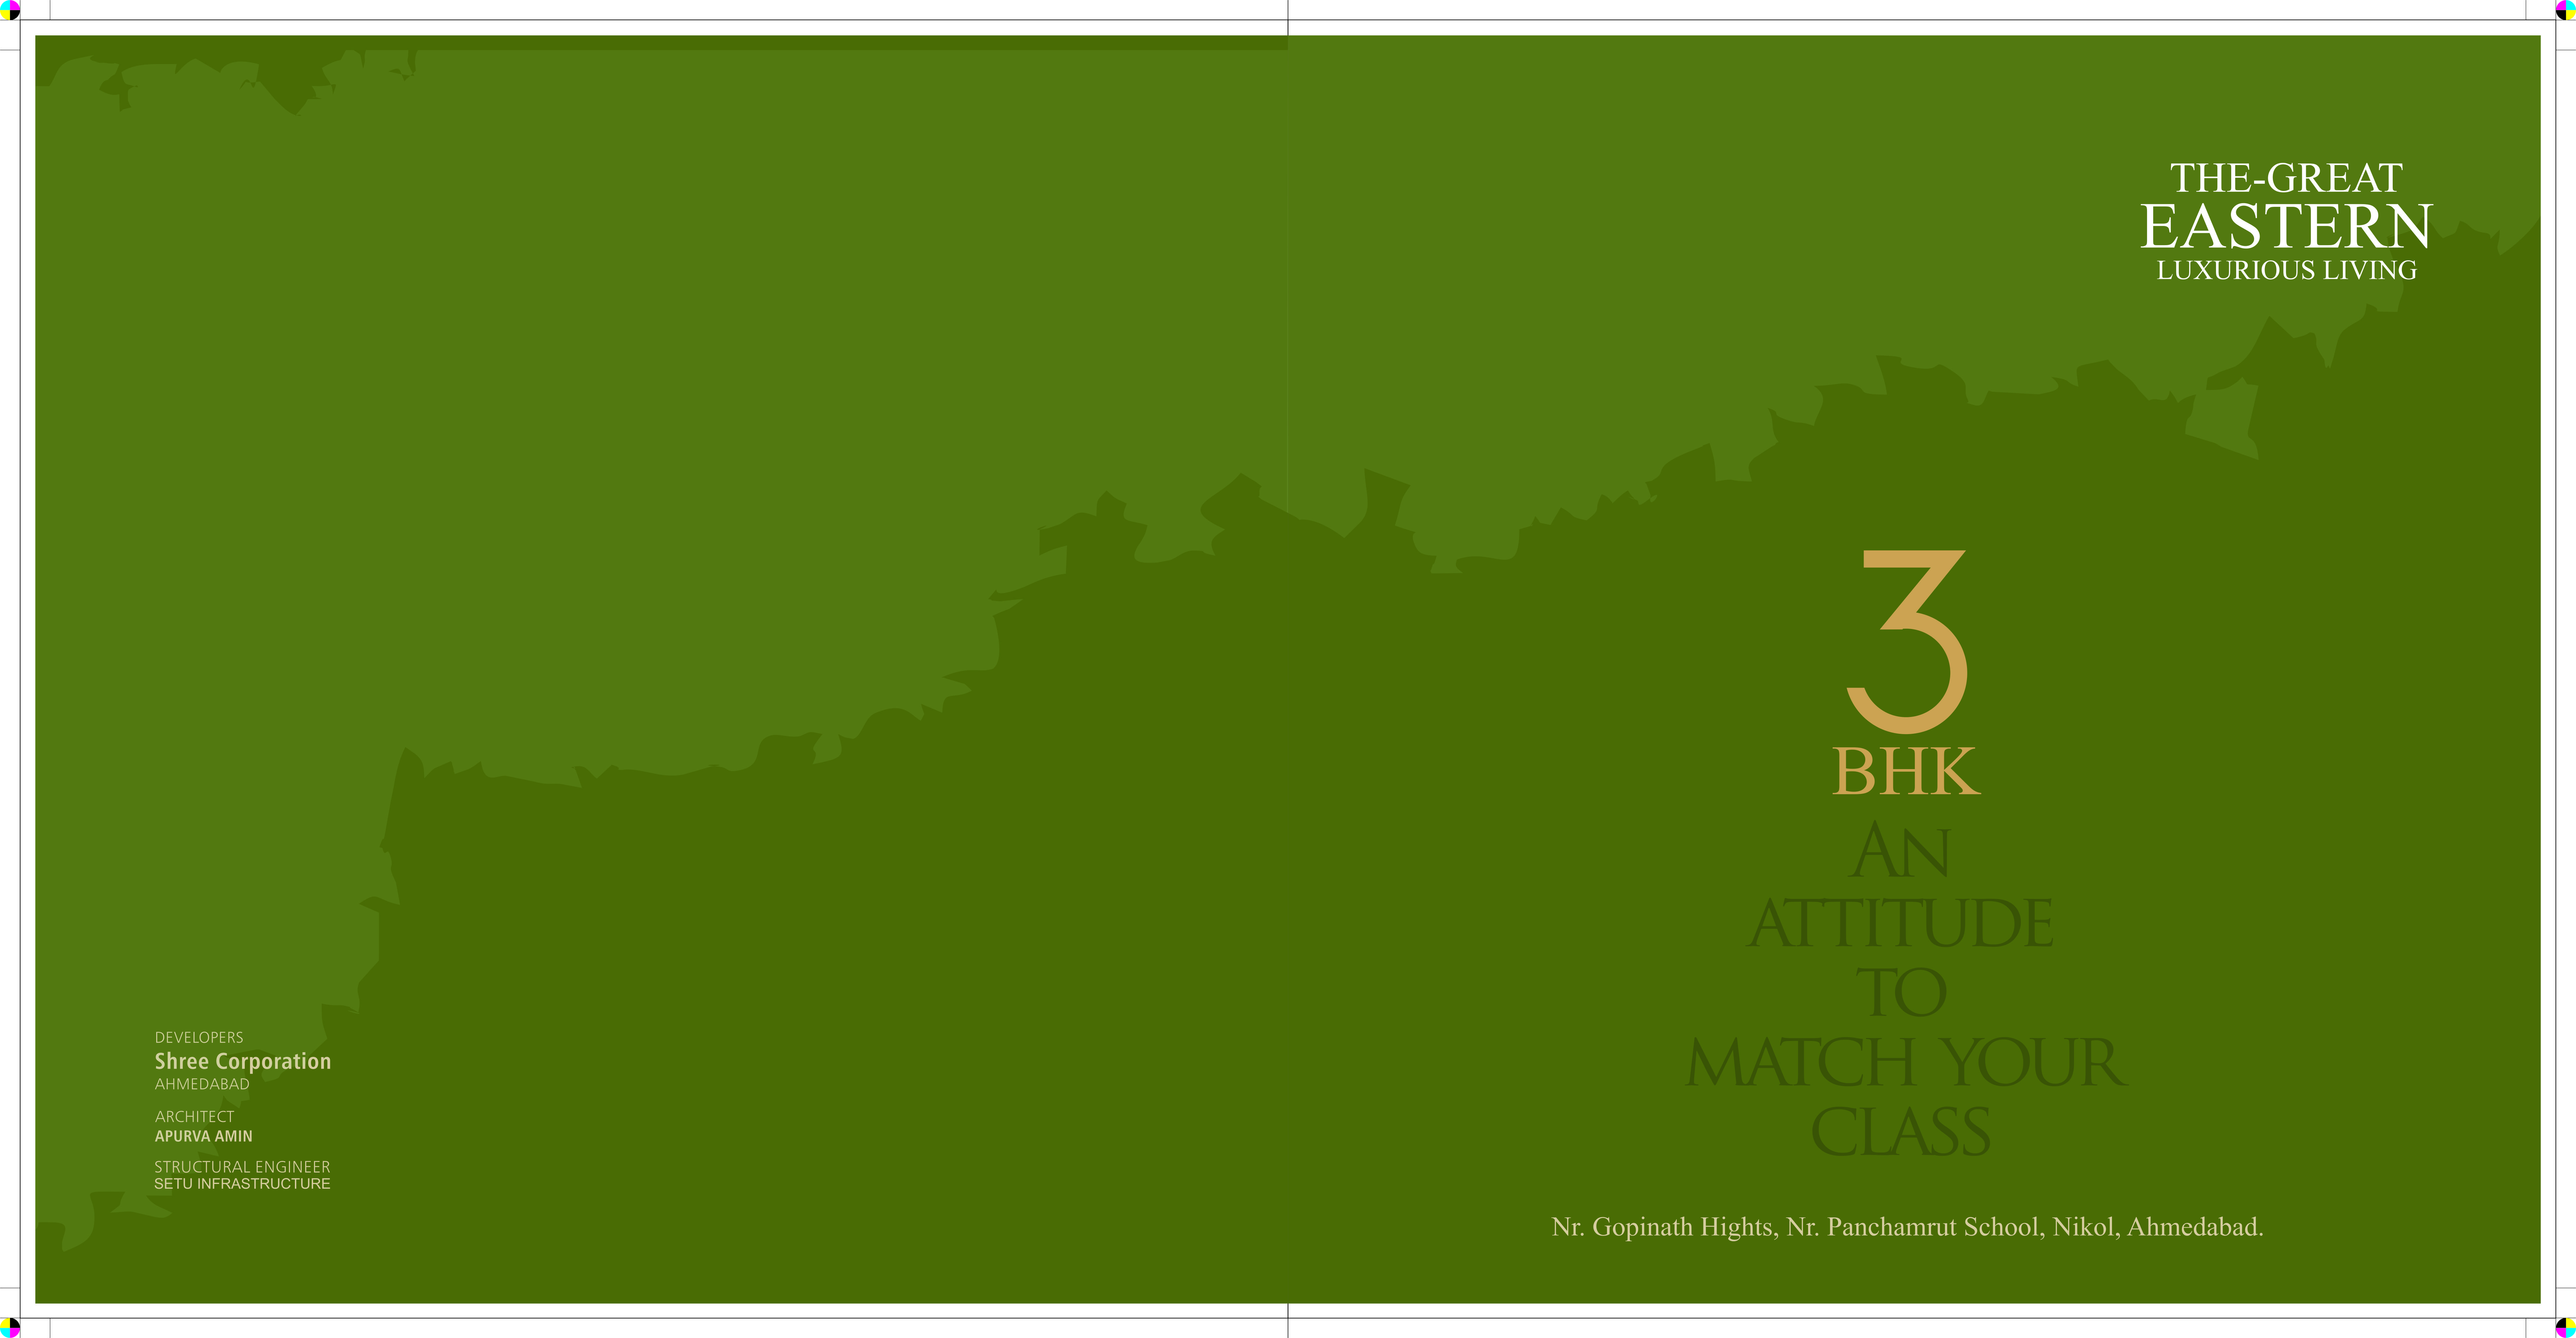 THE-GREAT
EASTERN
LUXURIOUS LIVING
3
BHK
AN
ATTITUDE
TO
MATCH YOUR
CLASS
Nr. Gopinath Hights, Nr. Panchamrut School, Nikol, Ahmedabad.
DEVELOPERS
Shree Corporation
AHMEDABAD
ARCHITECT
APURVA AMIN
STRUCTURAL ENGINEER
SETU INFRASTRUCTURE